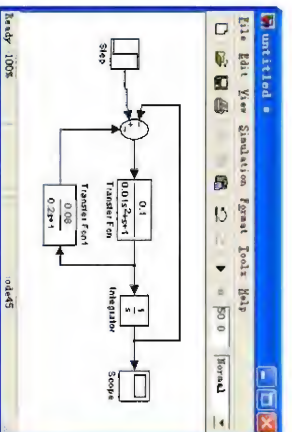 untitled *
File Edit View Simulation Format Tools Help
50.0 Normal
Step
0.1
0.01s²+s+1
Transfer Fcn
1
s
Integrator
Scope
0.08
0.2s+1
Transfer Fcn1
Ready 100% ode45